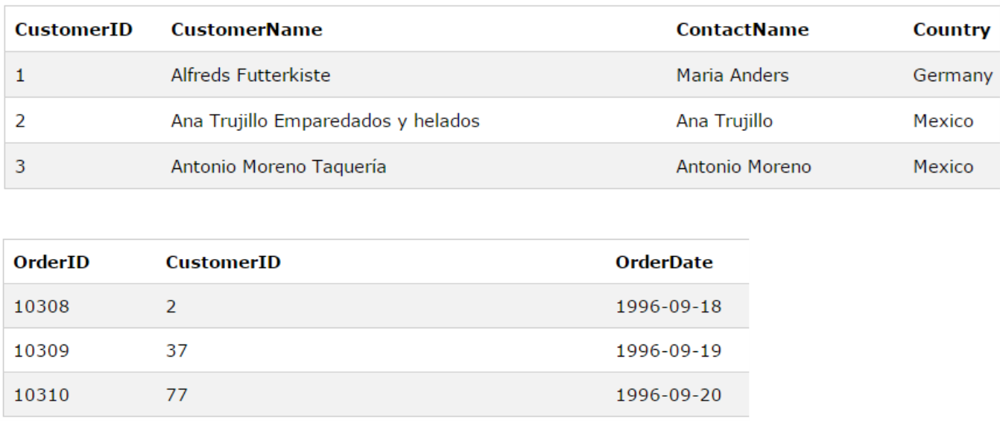 CustomerID CustomerName ContactName Country
1 Alfreds Futterkiste Maria Anders Germany
2 Ana Trujillo Emparedados y helados Ana Trujillo Mexico
3 Antonio Moreno Taquería Antonio Moreno Mexico
OrderID CustomerID OrderDate
10308 2 1996-09-18
10309 37 1996-09-19
10310 77 1996-09-20